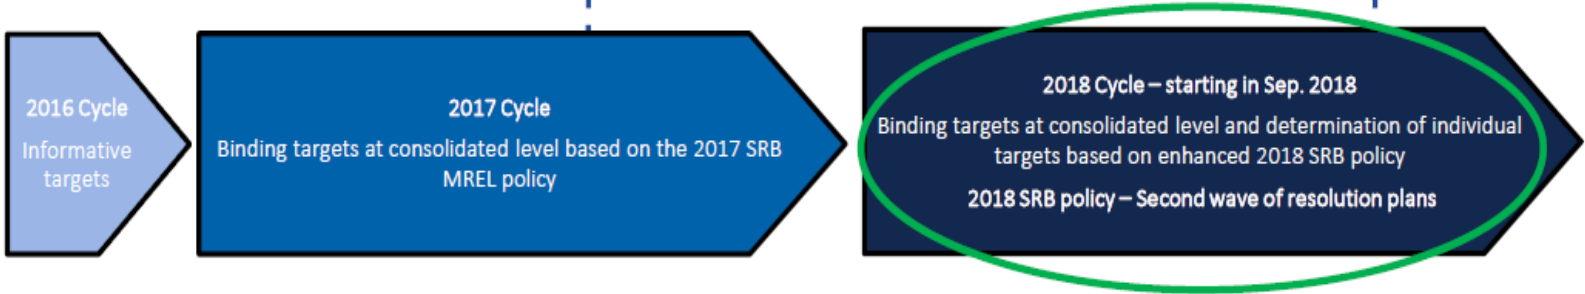 2016 Cycle
Informative
targets
2017 Cycle
Binding targets at consolidated level based on the 2017 SRB
MREL policy
2018 Cycle – starting in Sep. 2018
Binding targets at consolidated level and determination of individual
targets based on enhanced 2018 SRB policy
2018 SRB policy – Second wave of resolution plans